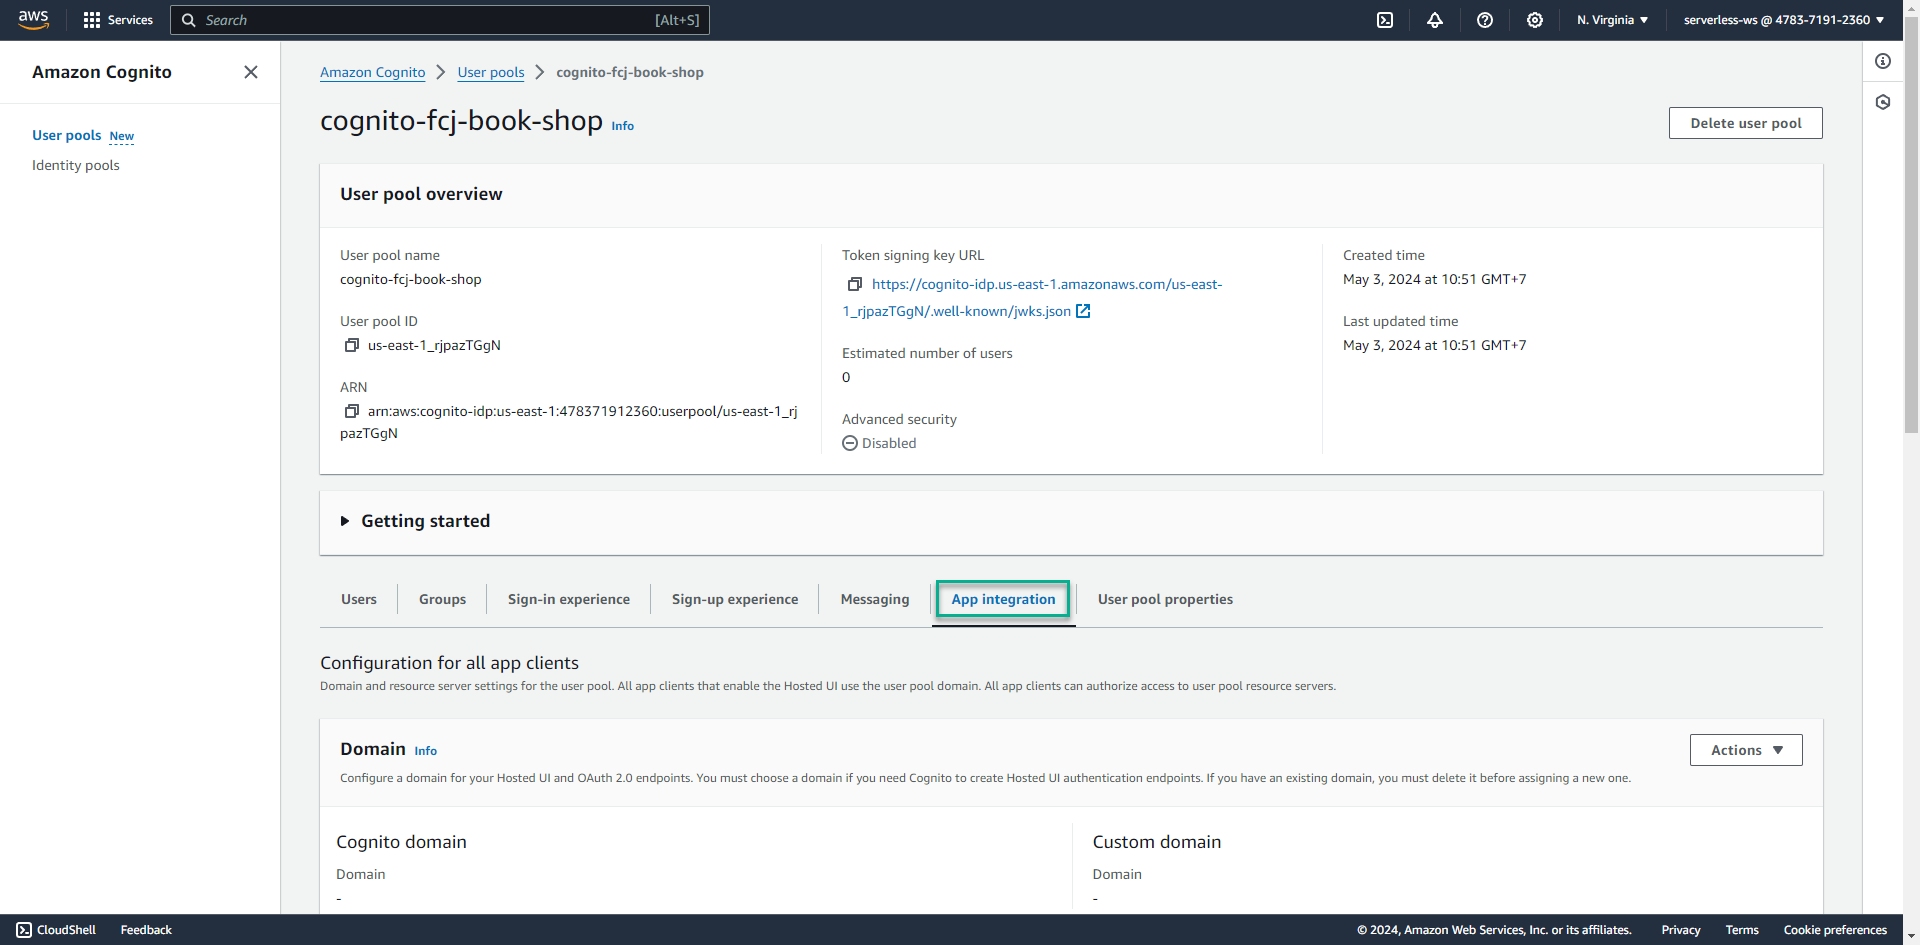 aws
Services
Search [Alt+S]
N. Virginia
serverless-ws @ 4783-7191-2360
Amazon Cognito
User pools New
Identity pools
Amazon Cognito
User pools
cognito-fcj-book-shop
cognito-fcj-book-shop Info
Delete user pool
User pool overview
User pool name
cognito-fcj-book-shop
User pool ID
us-east-1_rjpazTGgN
ARN
arn:aws:cognito-idp:us-east-1:478371912360:userpool/us-east-1_rj
pazTGgN
Token signing key URL
https://cognito-idp.us-east-1.amazonaws.com/us-east-
1_rjpazTGgN/.well-known/jwks.json
Estimated number of users
0
Advanced security
Disabled
Created time
May 3, 2024 at 10:51 GMT+7
Last updated time
May 3, 2024 at 10:51 GMT+7
Getting started
Users
Groups
Sign-in experience
Sign-up experience
Messaging
App integration
User pool properties
Configuration for all app clients
Domain and resource server settings for the user pool. All app clients that enable the Hosted UI use the user pool domain. All app clients can authorize access to user pool resource servers.
Domain Info
Actions
Configure a domain for your Hosted UI and OAuth 2.0 endpoints. You must choose a domain if you need Cognito to create Hosted UI authentication endpoints. If you have an existing domain, you must delete it before assigning a new one.
Cognito domain
Domain
-
Custom domain
Domain
-
CloudShell
Feedback
© 2024, Amazon Web Services, Inc. or its affiliates.
Privacy
Terms
Cookie preferences